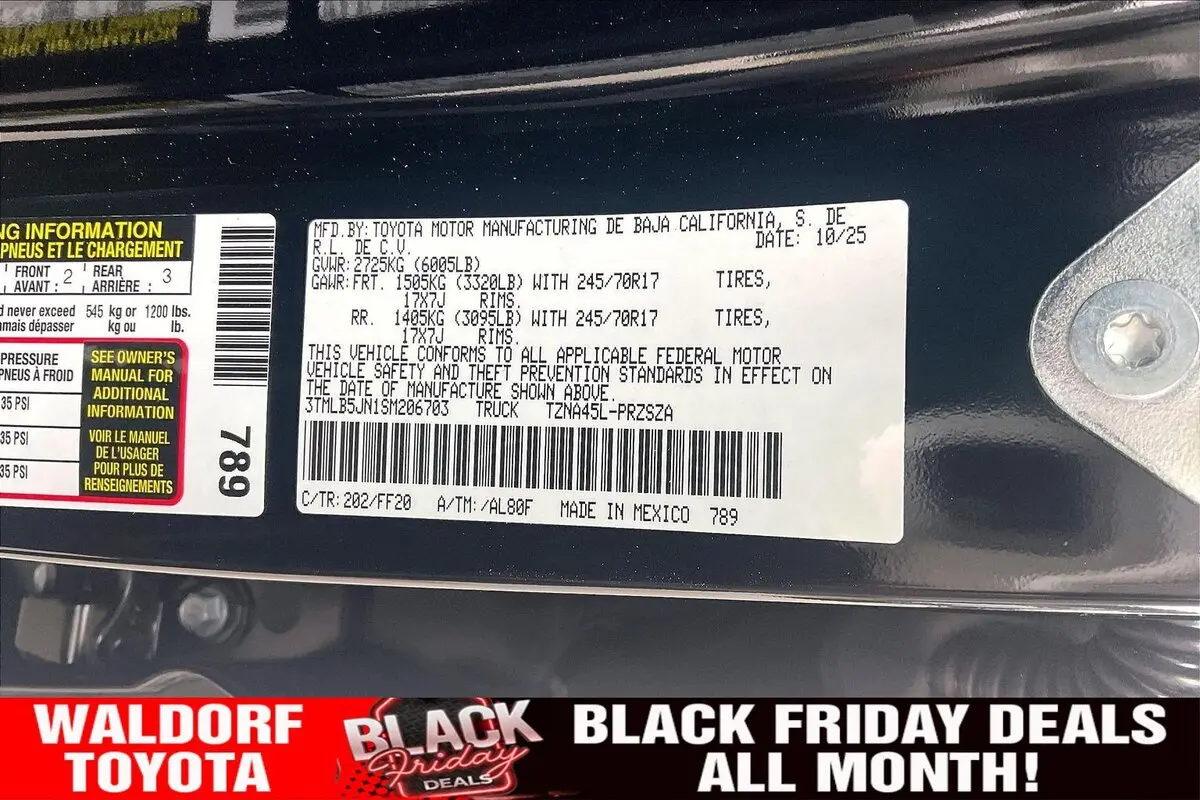 NG INFORMATION
PNEUS ET LE CHARGEMENT
FRONT 2 REAR 3
AVANT : ARRIÈRE :
d never exceed 545 kg or 1200 lbs.
mais dépasser kg ou lb.
PRESSURE
PNEUS À FROID
35 PSI
35 PSI
35 PSI
SEE OWNER'S
MANUAL FOR
ADDITIONAL
INFORMATION
VOIR LE MANUEL
DE L'USAGER
POUR PLUS DE
RENSEIGNEMENTS
789
MFD.BY:TOYOTA MOTOR MANUFACTURING DE BAJA CALIFORNIA, S. DE
R.L. DE C.V. DATE: 10/25
GVWR:2725KG (6005LB)
GAWR:FRT. 1505KG (3320LB) WITH 245/70R17 TIRES,
17X7J RIMS.
RR. 1405KG (3095LB) WITH 245/70R17 TIRES,
17X7J RIMS.
THIS VEHICLE CONFORMS TO ALL APPLICABLE FEDERAL MOTOR
VEHICLE SAFETY AND THEFT PREVENTION STANDARDS IN EFFECT ON
THE DATE OF MANUFACTURE SHOWN ABOVE.
3TMLB5JN1SM206703 TRUCK TZNA45L-PRZSZA
C/TR:202/FF20 A/TM:/AL80F MADE IN MEXICO 789
WALDORF
TOYOTA
BLACK
Friday
DEALS
BLACK FRIDAY DEALS
ALL MONTH!